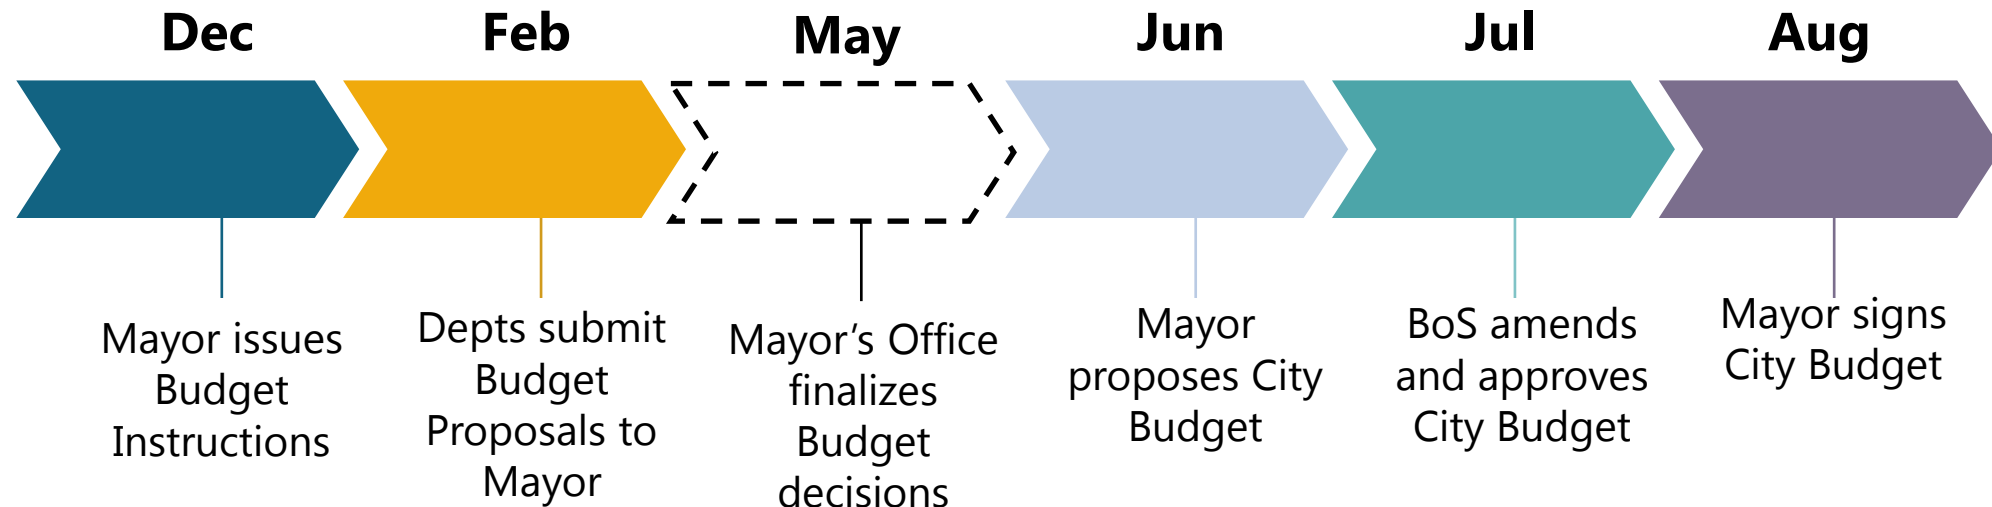 Dec
Feb
May
Jun
Jul
Aug
Mayor issues
Budget
Instructions
Depts submit
Budget
Proposals to
Mayor
Mayor’s Office
finalizes
Budget
decisions
Mayor
proposes City
Budget
BoS amends
and approves
City Budget
Mayor signs
City Budget